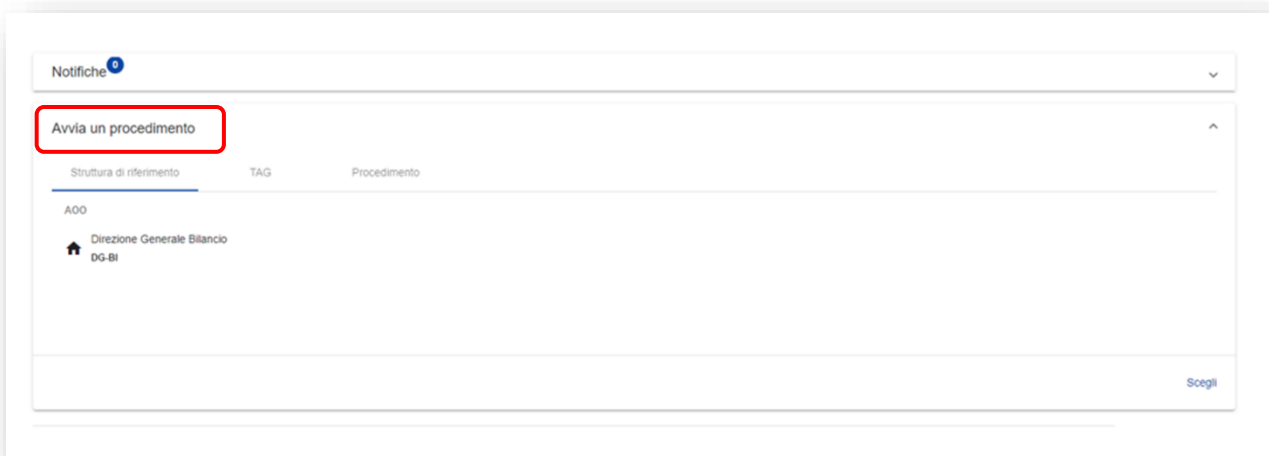 Notifiche 0
Avvia un procedimento
Struttura di riferimento TAG Procedimento
AOO
Direzione Generale Bilancio
DG-BI
Scegli